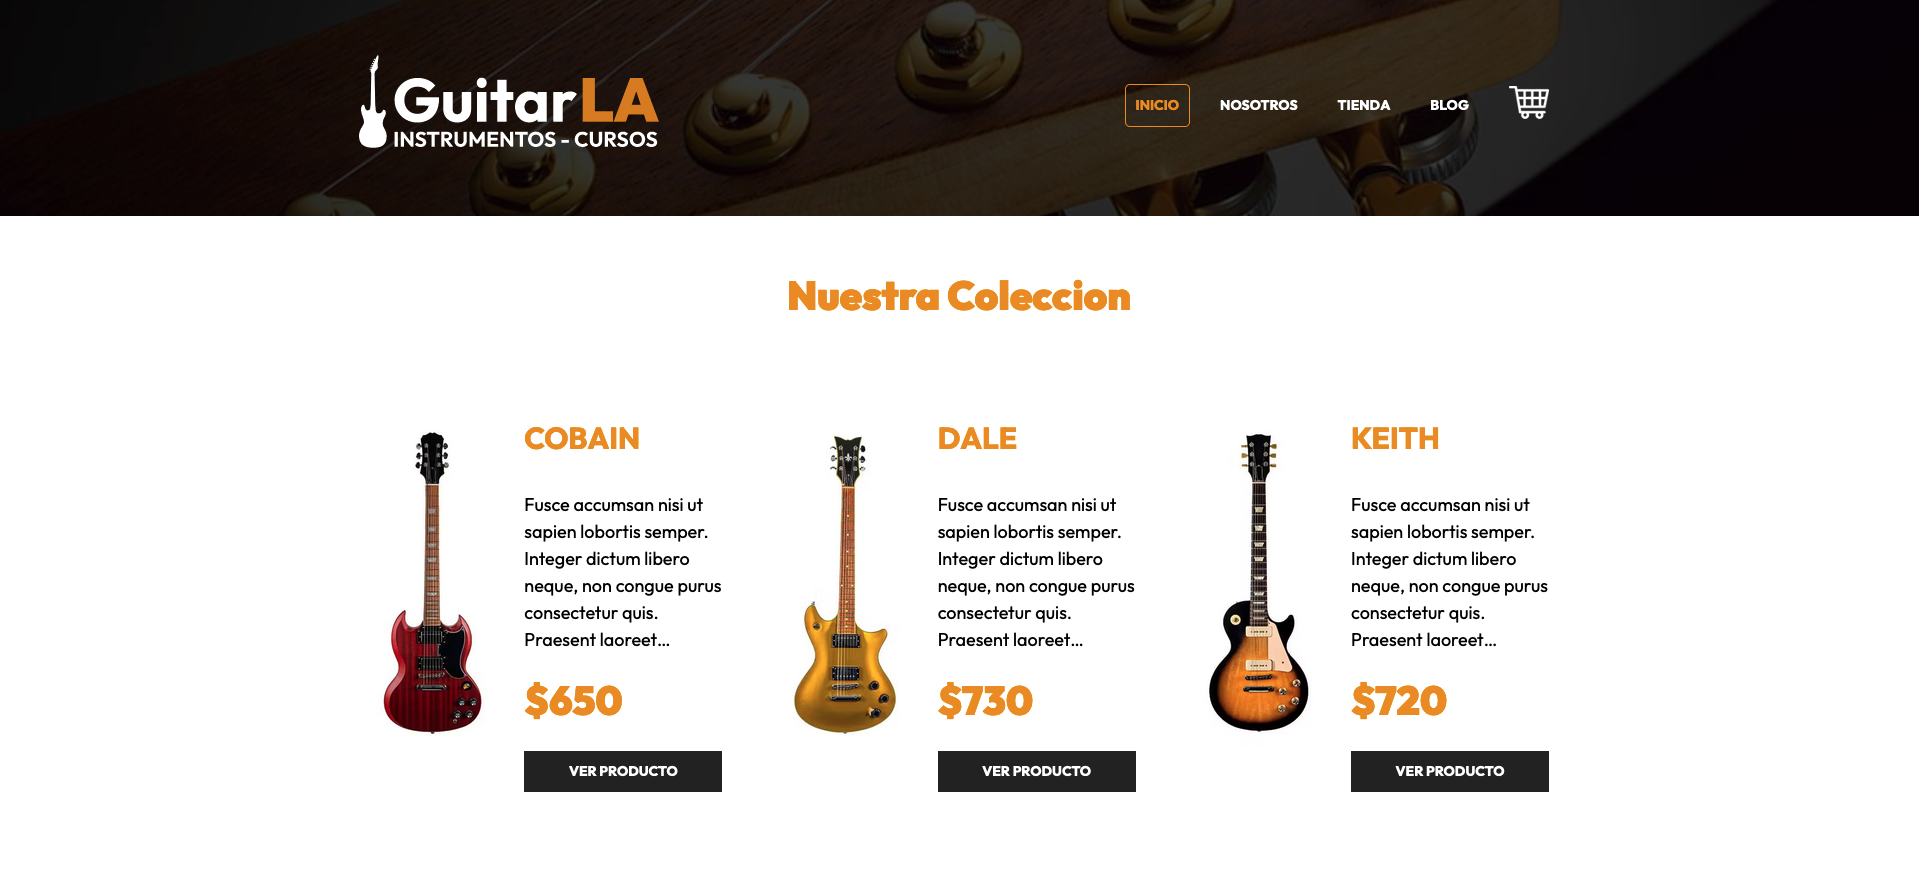 GuitarLA
INSTRUMENTOS - CURSOS
INICIO NOSOTROS TIENDA BLOG
Nuestra Coleccion
COBAIN
Fusce accumsan nisi ut
sapien lobortis semper.
Integer dictum libero
neque, non congue purus
consectetur quis.
Praesent laoreet...
$650
VER PRODUCTO
DALE
Fusce accumsan nisi ut
sapien lobortis semper.
Integer dictum libero
neque, non congue purus
consectetur quis.
Praesent laoreet...
$730
VER PRODUCTO
KEITH
Fusce accumsan nisi ut
sapien lobortis semper.
Integer dictum libero
neque, non congue purus
consectetur quis.
Praesent laoreet...
$720
VER PRODUCTO